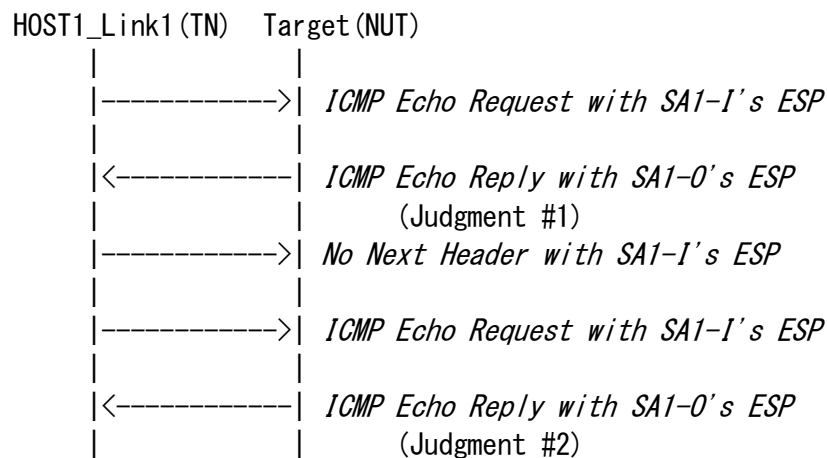 HOST1_Link1(TN) Target(NUT)
| |
|------------->| ICMP Echo Request with SA1-I's ESP
| |
|<-------------| ICMP Echo Reply with SA1-O's ESP
| | (Judgment #1)
|------------->| No Next Header with SA1-I's ESP
| |
|------------->| ICMP Echo Request with SA1-I's ESP
| |
|<-------------| ICMP Echo Reply with SA1-O's ESP
| | (Judgment #2)